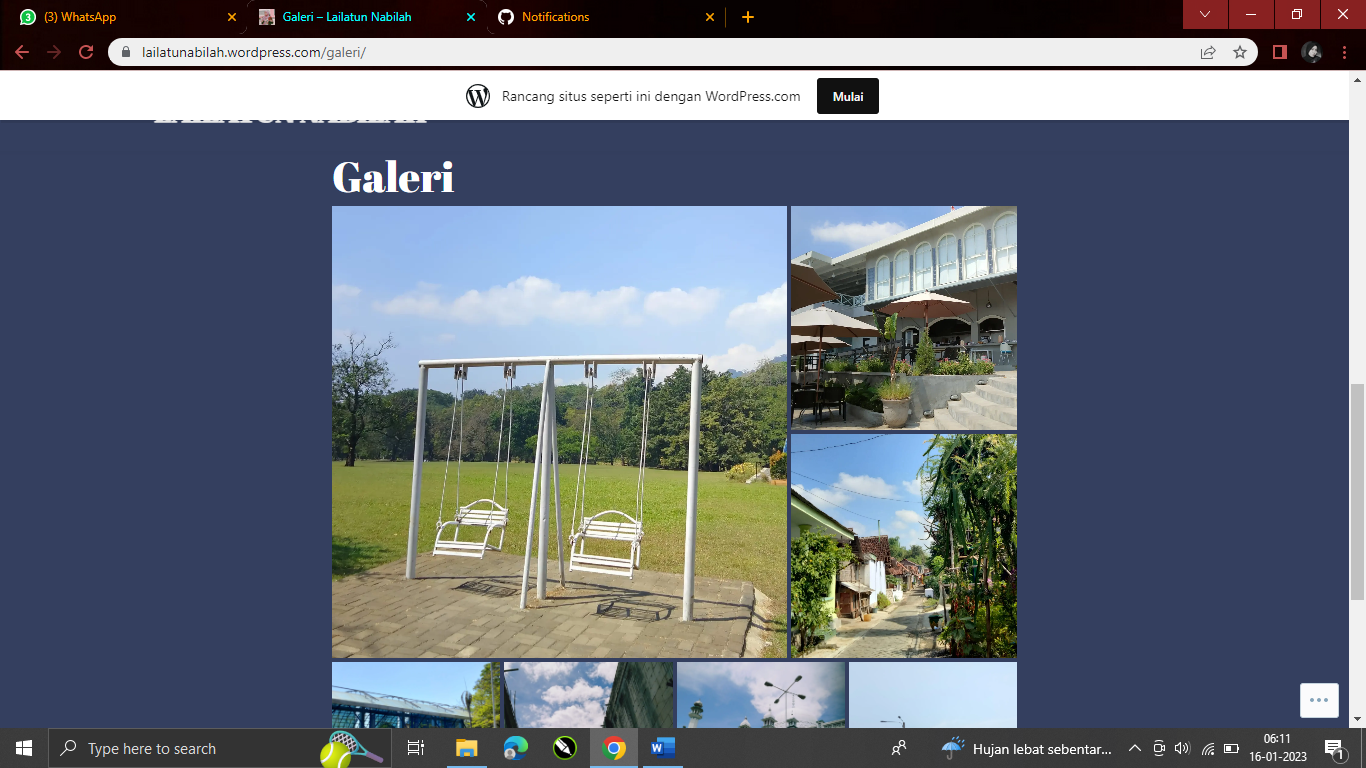 (3) WhatsApp
Galeri – Lailatun Nabilah
Notifications
lailatunabilah.wordpress.com/galeri/
Rancang situs seperti ini dengan WordPress.com
Mulai
Galeri
Type here to search
Hujan lebat sebentar...
06:11
16-01-2023
1